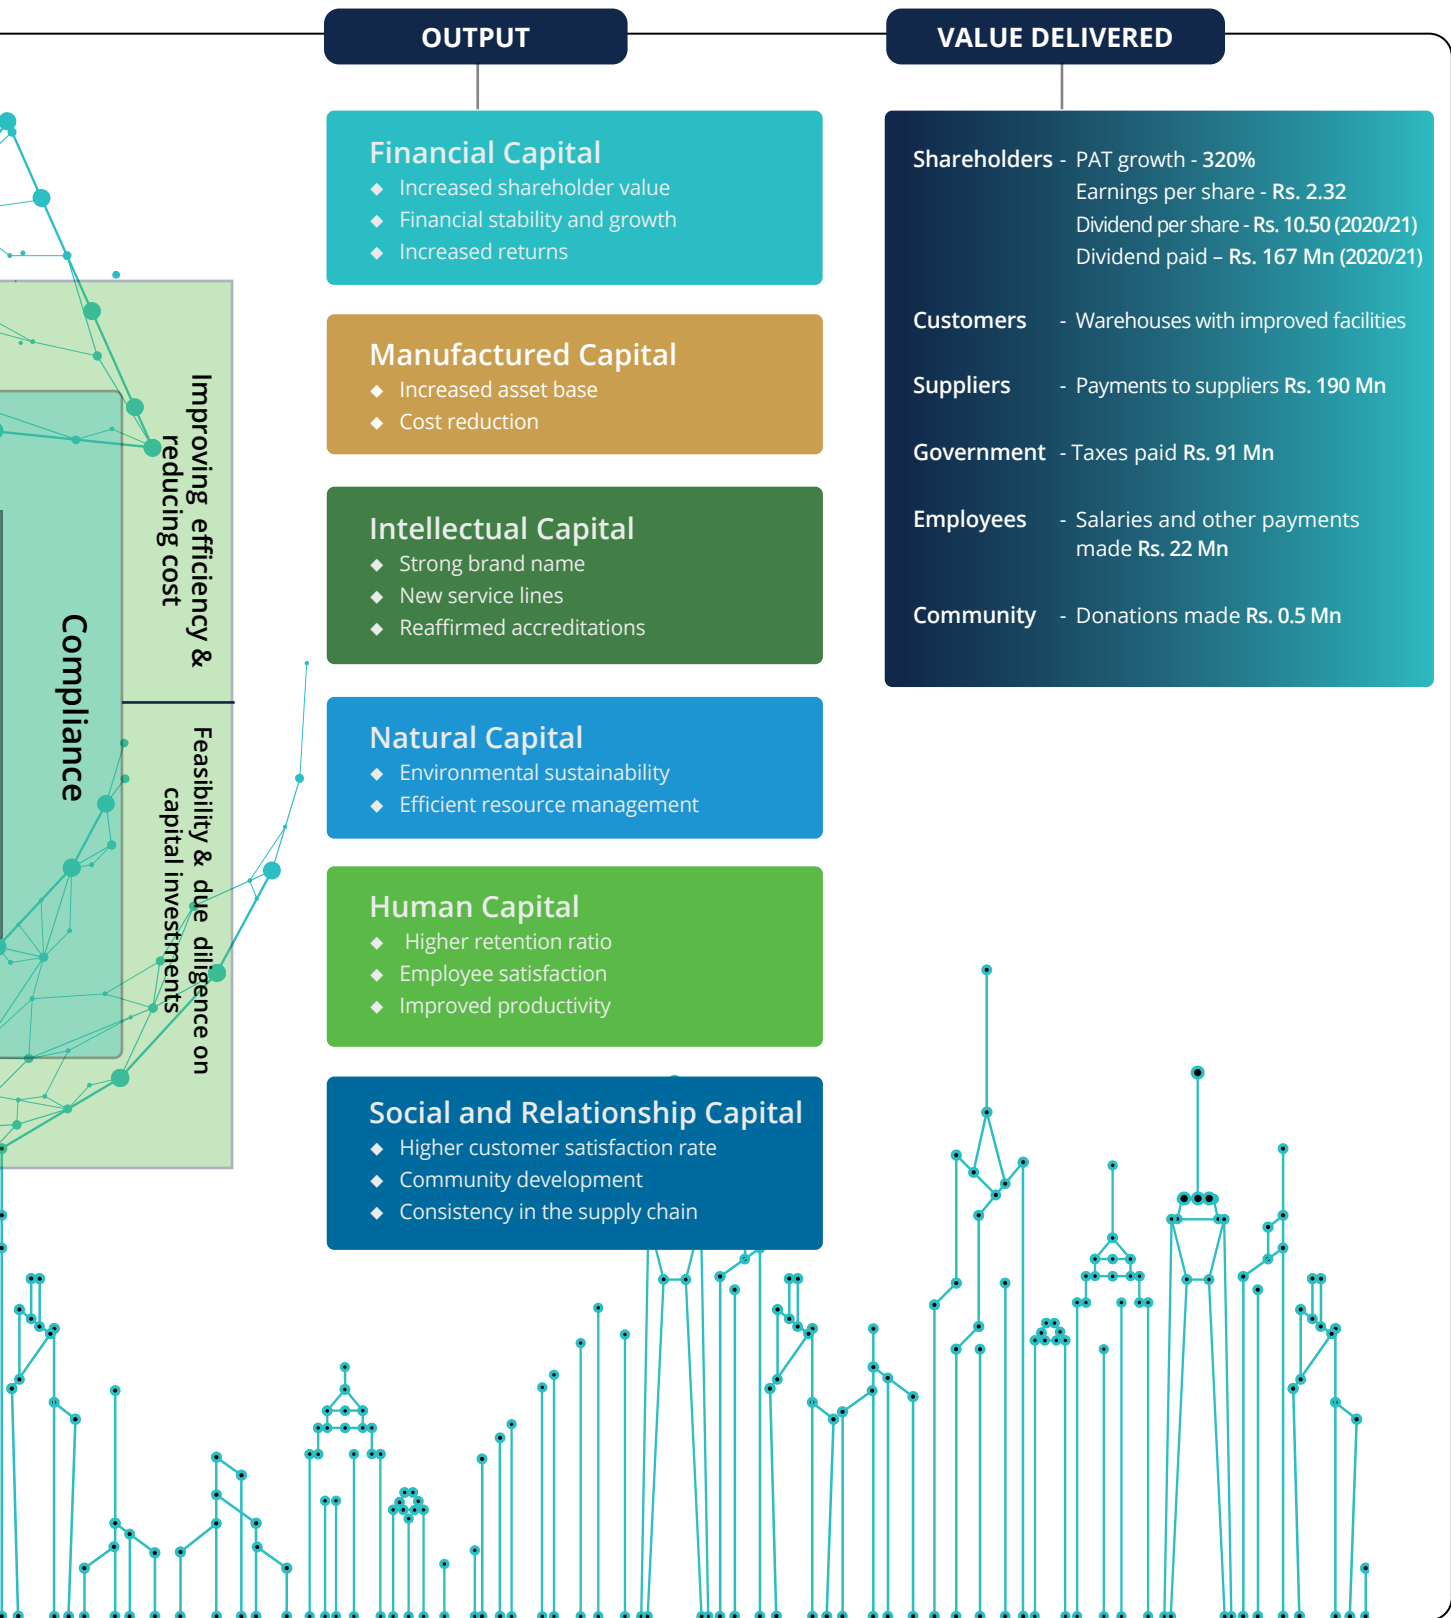 OUTPUT
VALUE DELIVERED
Improving efficiency &
reducing cost
Compliance
Feasibility & due diligence on
capital investments
Financial Capital
◆ Increased shareholder value
◆ Financial stability and growth
◆ Increased returns
Manufactured Capital
◆ Increased asset base
◆ Cost reduction
Intellectual Capital
◆ Strong brand name
◆ New service lines
◆ Reaffirmed accreditations
Natural Capital
◆ Environmental sustainability
◆ Efficient resource management
Human Capital
◆ Higher retention ratio
◆ Employee satisfaction
◆ Improved productivity
Social and Relationship Capital
◆ Higher customer satisfaction rate
◆ Community development
◆ Consistency in the supply chain
Shareholders - PAT growth - 320%
Earnings per share - Rs. 2.32
Dividend per share - Rs. 10.50 (2020/21)
Dividend paid – Rs. 167 Mn (2020/21)
Customers - Warehouses with improved facilities
Suppliers - Payments to suppliers Rs. 190 Mn
Government - Taxes paid Rs. 91 Mn
Employees - Salaries and other payments
made Rs. 22 Mn
Community - Donations made Rs. 0.5 Mn